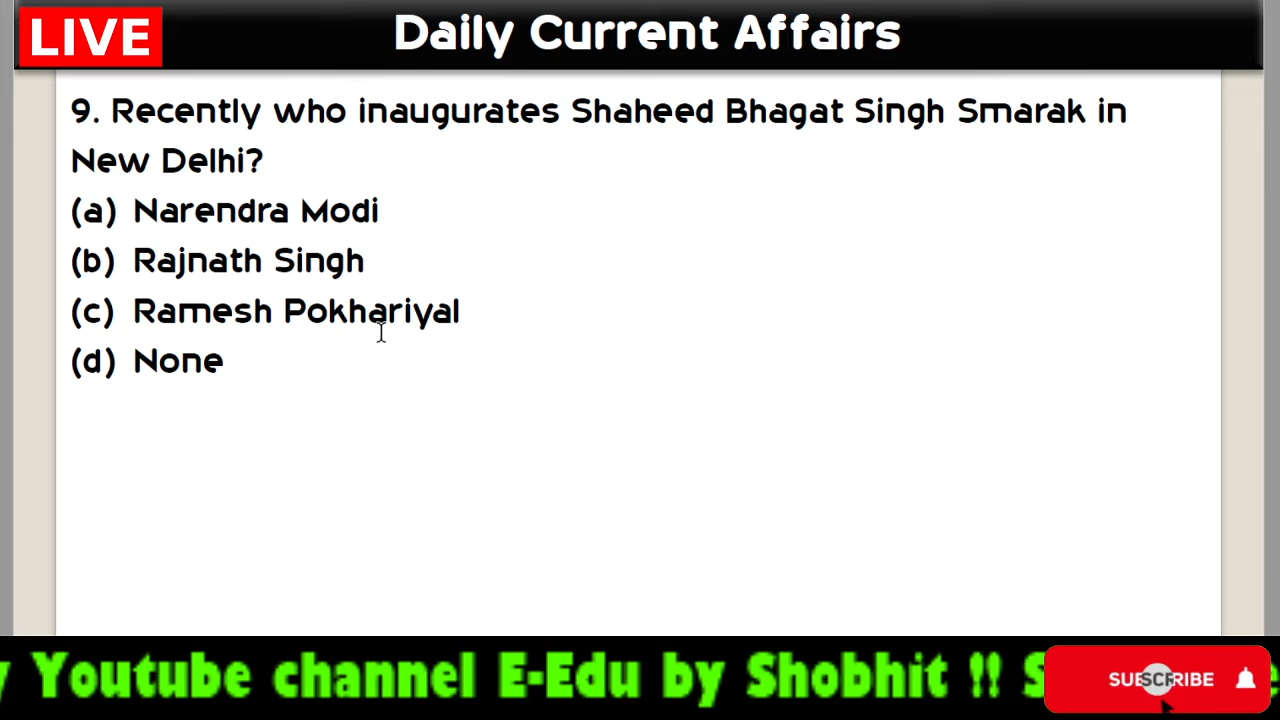 LIVE
Daily Current Affairs
9. Recently who inaugurates Shaheed Bhagat Singh Smarak in
New Delhi?
(a) Narendra Modi
(b) Rajnath Singh
(c) Ramesh Pokhariyal
(d) None
Youtube channel E-Edu by Shobhit !! S
SUBSCRIBE